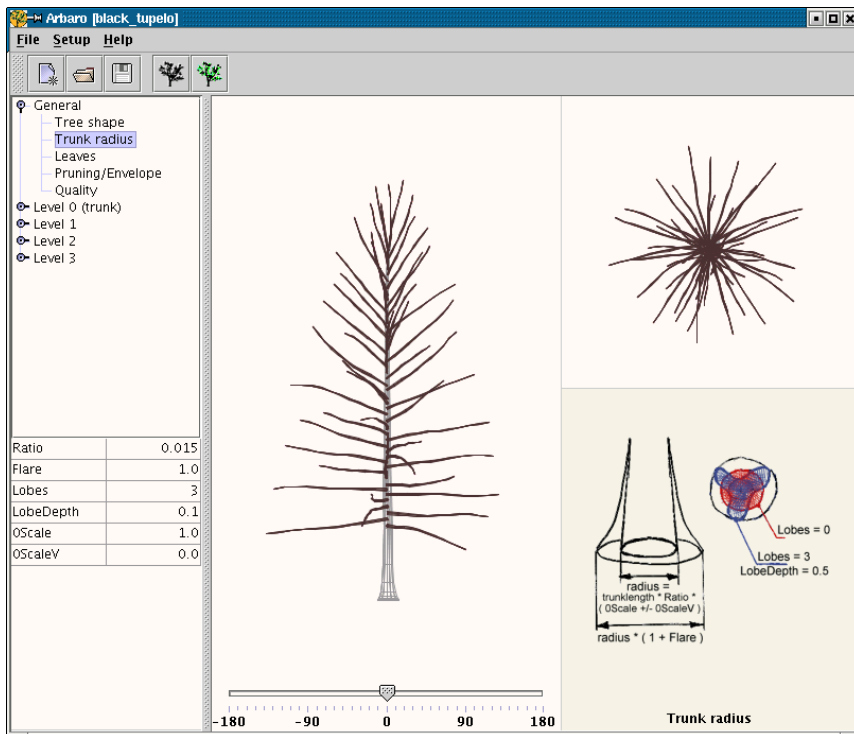 Arbaro [black_tupelo]
File Setup Help
General
Tree shape
Trunk radius
Leaves
Pruning/Envelope
Quality
Level 0 (trunk)
Level 1
Level 2
Level 3
Ratio 0.015
Flare 1.0
Lobes 3
LobeDepth 0.1
0Scale 1.0
0ScaleV 0.0
-180 -90 0 90 180
Lobes = 0
Lobes = 3
LobeDepth = 0.5
radius =
trunklength * Ratio *
( 0Scale +/- 0ScaleV )
radius * ( 1 + Flare )
Trunk radius